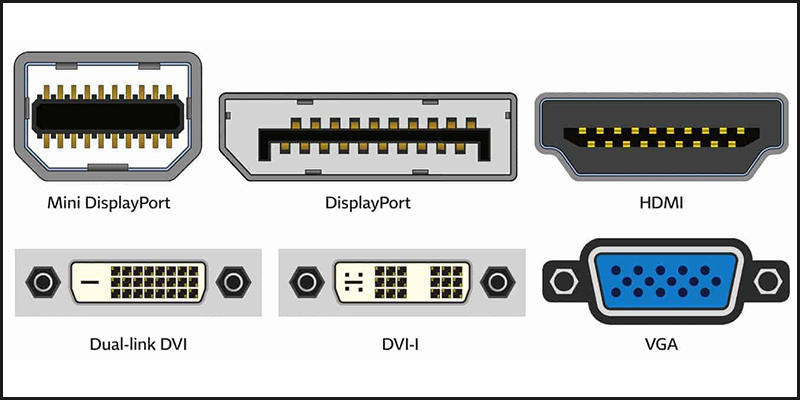 Mini DisplayPort
DisplayPort
HDMI
Dual-link DVI
DVI-I
VGA